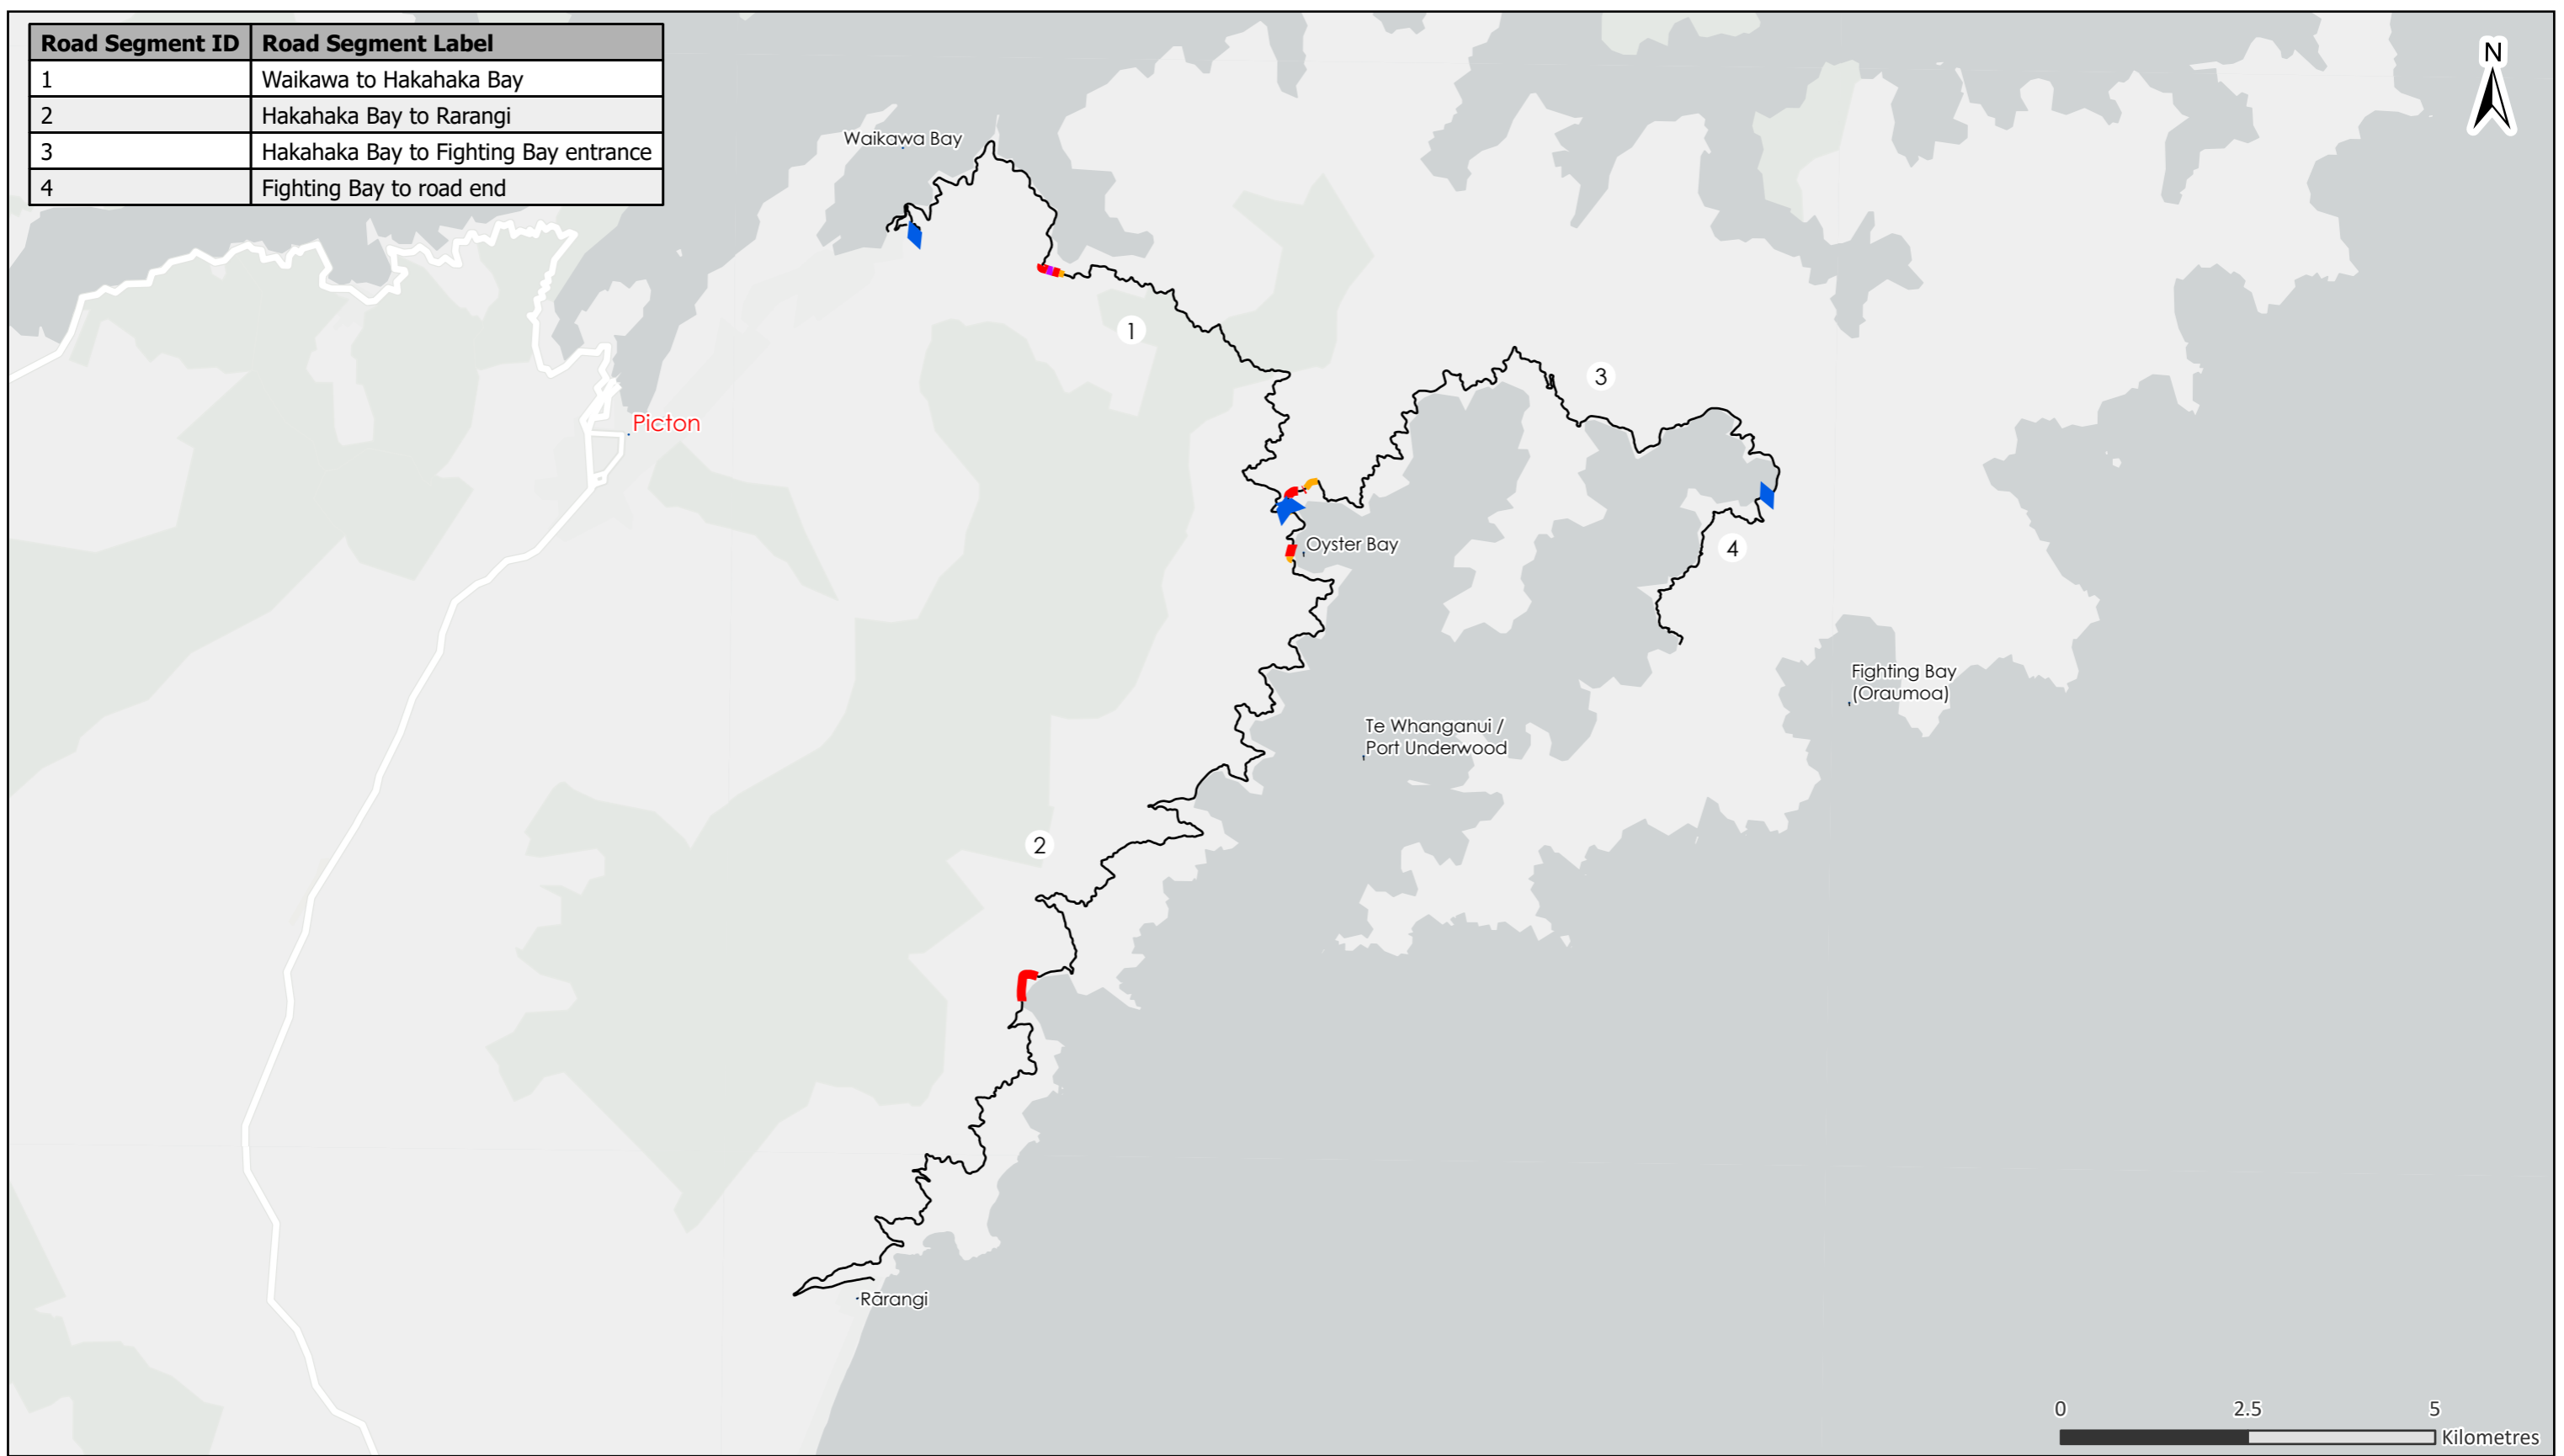 Road Segment ID Road Segment Label
1 Waikawa to Hakahaka Bay
2 Hakahaka Bay to Rarangi
3 Hakahaka Bay to Fighting Bay entrance
4 Fighting Bay to road end
N
Waikawa Bay
1
3
Picton
Oyster Bay
4
Fighting Bay
(Oraumoa)
Te Whanganui /
Port Underwood
2
Rārangi
0 2.5 5
Kilometres